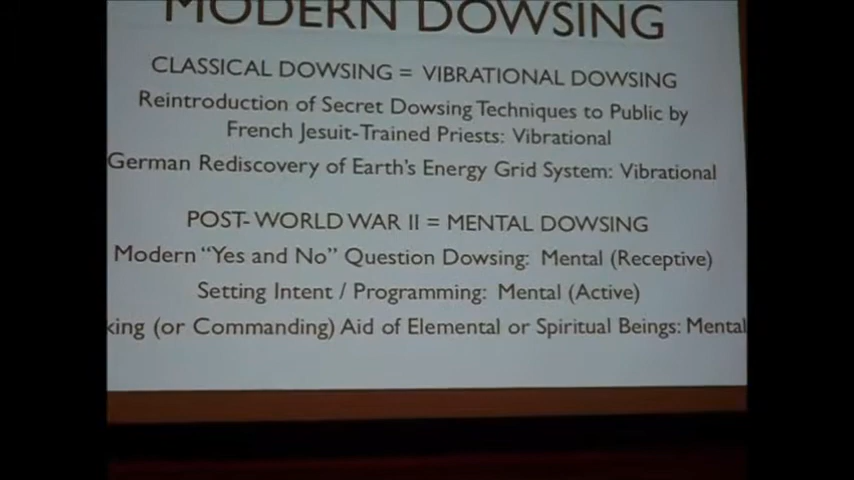 MODERN DOWSING
CLASSICAL DOWSING = VIBRATIONAL DOWSING
Reintroduction of Secret Dowsing Techniques to Public by
French Jesuit-Trained Priests: Vibrational
German Rediscovery of Earth's Energy Grid System: Vibrational
POST-WORLD WAR II = MENTAL DOWSING
Modern "Yes and No" Question Dowsing: Mental (Receptive)
Setting Intent / Programming: Mental (Active)
(or Commanding) Aid of Elemental or Spiritual Beings: Mental